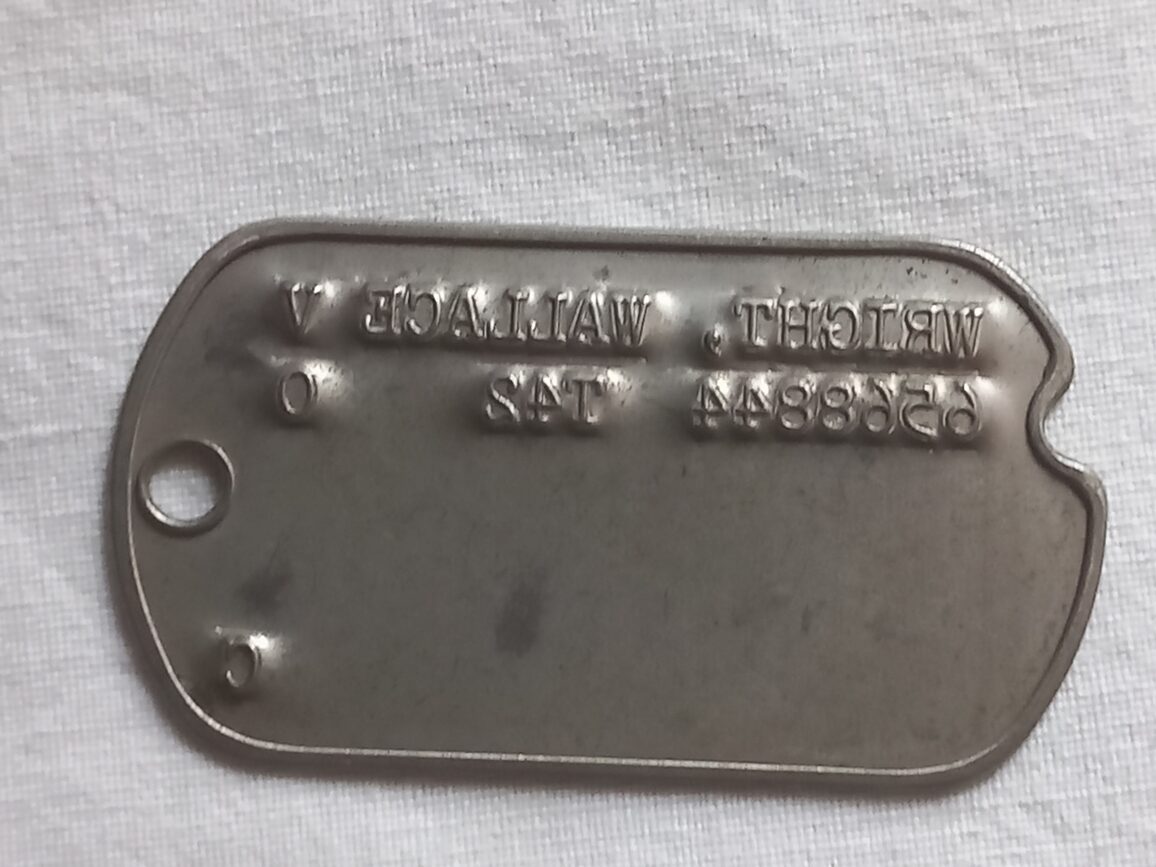 WRIGHT, WALLACE V
6568844 T42 O
C